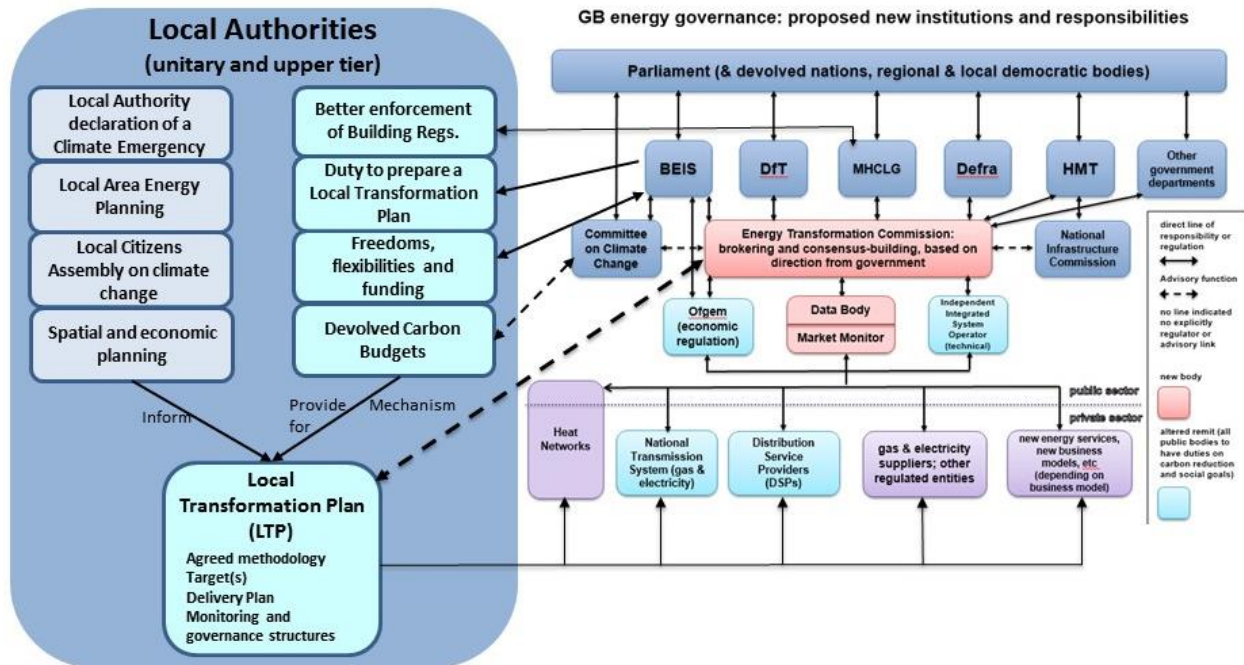 Local Authorities
(unitary and upper tier)
Local Authority
declaration of a
Climate Emergency
Local Area Energy
Planning
Local Citizens
Assembly on climate
change
Spatial and economic
planning
Better enforcement
of Building Regs.
Duty to prepare a
Local Transformation
Plan
Freedoms,
flexibilities and
funding
Devolved Carbon
Budgets
Inform
Provide Mechanism
for
Local
Transformation Plan
(LTP)
Agreed methodology
Target(s)
Delivery Plan
Monitoring and
governance structures
GB energy governance: proposed new institutions and responsibilities
Parliament (& devolved nations, regional & local democratic bodies)
BEIS
DfT
MHCLG
Defra
HMT
Other
government
departments
Committee
on Climate
Change
Energy Transformation Commission:
brokering and consensus-building, based on
direction from government
National
Infrastructure
Commission
Ofgem
(economic
regulation)
Data Body
Market Monitor
Independent
Integrated
System
Operator
(technical)
public sector
private sector
Heat
Networks
National
Transmission
System (gas &
electricity)
Distribution
Service
Providers
(DSPs)
gas & electricity
suppliers; other
regulated entities
new energy services,
new business
models, etc
(depending on
business model)
direct line of
responsibility or
regulation
Advisory function
no line indicated
no explicitly
regulator or
advisory link
new body
altered remit (all
public bodies to
have duties on
carbon reduction
and social goals)